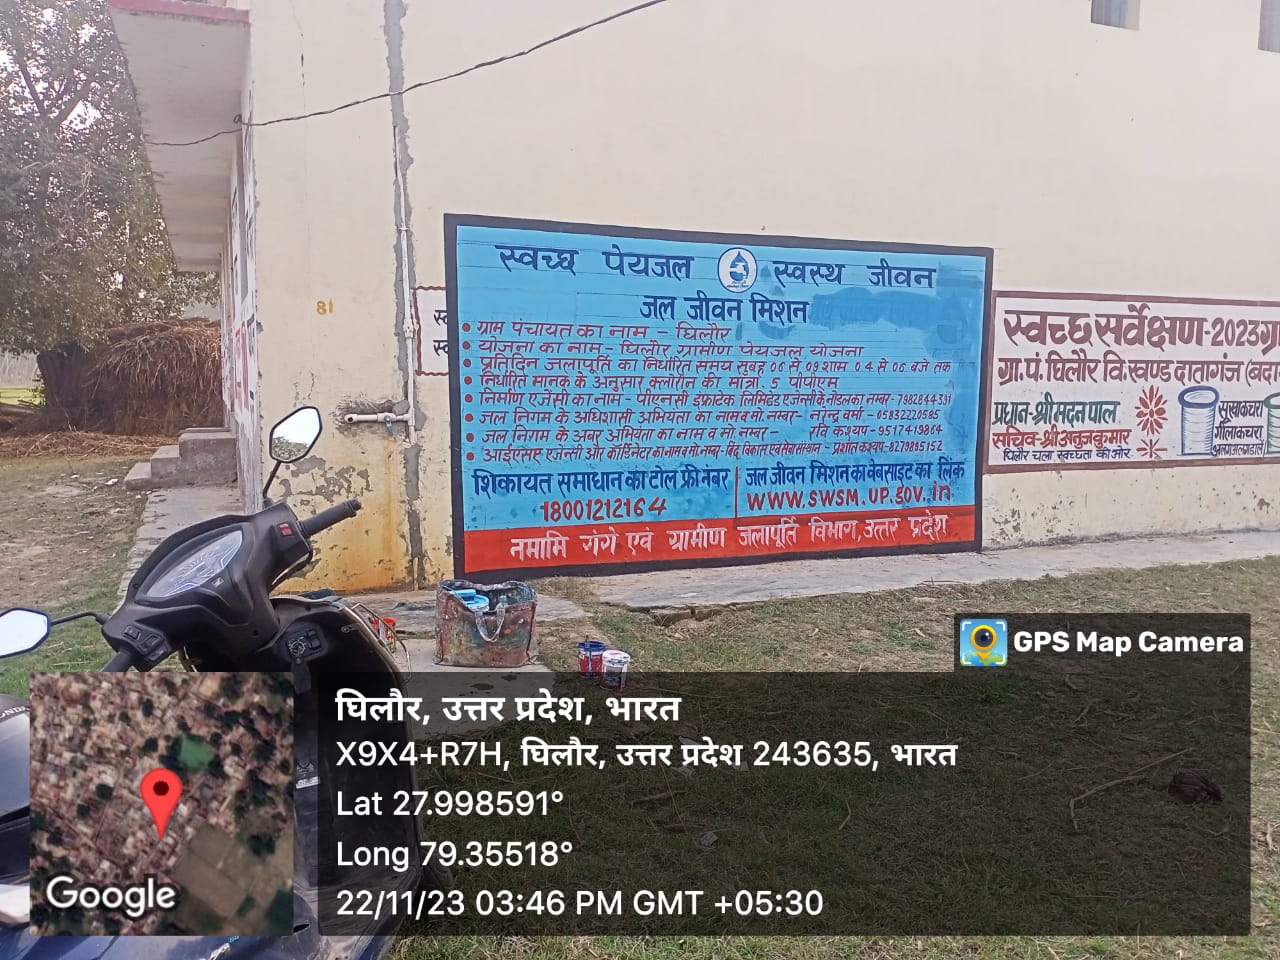 स्वच्छ पेयजल स्वस्थ जीवन
जल जीवन मिशन
ग्राम पंचायत का नाम - घिलौर
योजना का नाम - घिलौर ग्रामीण पेयजल योजना
प्रतिदिन जलापूर्ति का निर्धारित समय सुबह 06 से 09 शाम 04 से 06 बजे तक
निर्धारित मानक के अनुसार क्लोरीन की मात्रा .5 पीपीएम
निर्माण एजेंसी का नाम - पीएनसी इंफ्राटेक लिमिटेड एजेन्सी के नोडल का नम्बर - 7982844391
जल निगम के अधिशासी अभियंता का नाम व मो. नम्बर - नरेन्द्र वर्मा - 05832220585
जल निगम के अवर अभियंता का नाम व मो. नम्बर - रवि कश्यप - 9517419864
आईएसए एजेन्सी और कॉर्डिनेटर का नाम व मो. नम्बर - बिंदु विकास एवं सेवा संस्थान - प्रशांत कश्यप - 8279895152
शिकायत समाधान का टोल फ्री नंबर
18001212164
जल जीवन मिशन का वेबसाइट का लिंक
WWW.SWSM.UP.GOV.in
नमामि गंगे एवं ग्रामीण जलापूर्ति विभाग, उत्तर प्रदेश
81
स्वच्छ सर्वेक्षण-2023 ग्रा
ग्रा.पं. घिलौर वि.खण्ड दातागंज (बदा
प्रधान-श्री मदन पाल
सचिव-श्री अनुज कुमार
घिलौर चला स्वच्छता की ओर
सूखा कचरा
गीला कचरा
GPS Map Camera
घिलौर, उत्तर प्रदेश, भारत
X9X4+R7H, घिलौर, उत्तर प्रदेश 243635, भारत
Lat 27.998591°
Long 79.35518°
22/11/23 03:46 PM GMT +05:30
Google